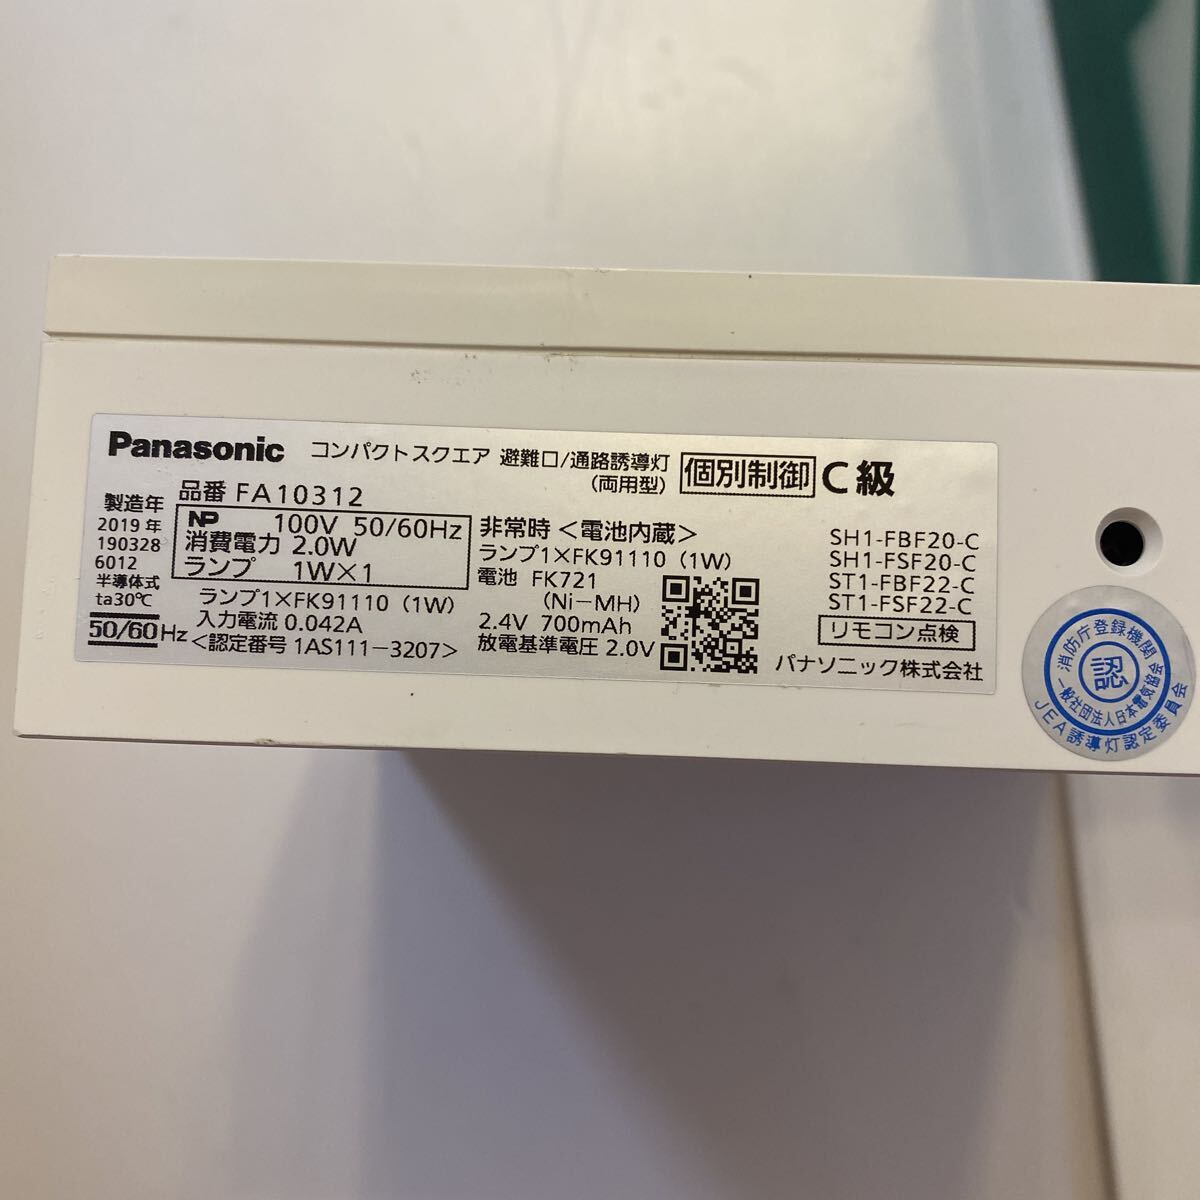 Panasonic コンパクトスクエア 避難口/通路誘導灯 (両用型) 個別制御 C級
品番 FA10312
製造年
2019 年
190328
6012
半導体式
ta30℃
50/60Hz
NP 100V 50/60Hz
消費電力 2.0W
ランプ 1W×1
ランプ1×FK91110 (1W)
入力電流 0.042A
<認定番号 1AS111-3207>
非常時 <電池内蔵>
ランプ1×FK91110 (1W)
電池 FK721
(Ni-MH)
2.4V 700mAh
放電基準電圧 2.0V
SH1-FBF20-C
SH1-FSF20-C
ST1-FBF22-C
ST1-FSF22-C
リモコン点検
パナソニック株式会社
消防庁登録機関
認
一般社団法人日本電気協会
JEA誘導灯認定委員会